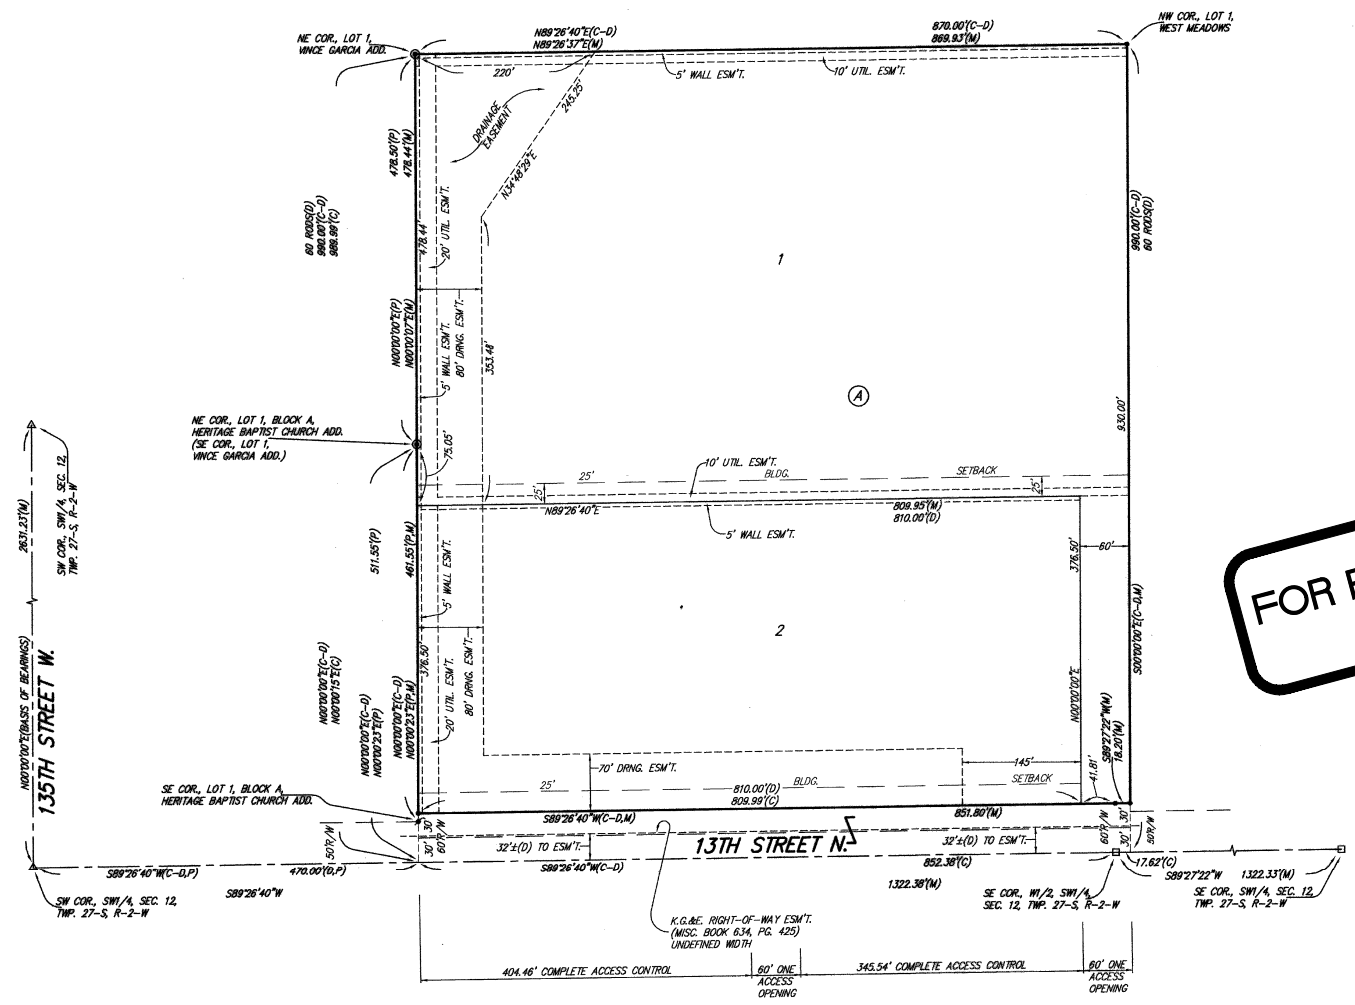 NE COR., LOT 1,
VINCE GARCIA ADD.
N89°26'40"E(C-D)
N89°26'37"E(M)
870.00'(C-D)
869.93'(M)
NW COR, LOT 1,
WEST MEADOWS
220'
5' WALL ESM'T.
10' UTIL. ESM'T.
DRAINAGE
EASEMENT
245.25'
N34°48'29"E
478.50'(P)
478.44'(M)
60 RODS(D)
990.00'(C-D)
989.99'(C)
478.44'
20' UTIL. ESM'T.
990.00'(C-D)
60 RODS(D)
1
N00°00'00"E(P)
N00°00'07"E(M)
5' WALL ESM'T.
80' DRNG. ESM'T.
353.48'
A
930.00'
NE COR., LOT 1, BLOCK A,
HERITAGE BAPTIST CHURCH ADD.
(SE COR., LOT 1,
VINCE GARCIA ADD.)
75.05'
SW COR., SW1/4, SEC. 12,
TWP. 27-S, R-2-W
2631.23'(M)
10' UTIL. ESM'T.
25'
BLDG.
SETBACK
25'
25'
N89°26'40"E
809.95'(M)
810.00'(D)
5' WALL ESM'T.
511.55'(P)
461.55'(P,M)
5' WALL ESM'T.
376.50'
60'
FOR
2
376.50'
20' UTIL. ESM'T.
80' DRNG. ESM'T.
N00°00'00"E(C-D)
N00°00'15"E(C)
N00°00'00"E(C-D)
N00°00'23"E(P)
N00°00'00"E(C-D)
N00°00'23"E(P,M)
N00°00'00"E
S00°00'00"E(C-D,M)
N00°00'00"E(BASIS OF BEARINGS)
135TH STREET W.
S89°27'22"W(M)
18.20'(M)
41.81'
70' DRNG. ESM'T.
145'
SE COR., LOT 1, BLOCK A,
HERITAGE BAPTIST CHURCH ADD.
25'
810.00'(D)
809.99'(C)
BLDG.
SETBACK
S89°26'40"W(C-D,M)
851.80'(M)
50'R/W
30' 30'
60'R/W
32'±(D) TO ESM'T.
13TH STREET N.
32'±(D) TO ESM'T.
60'R/W
30' 30'
50'R/W
S89°26'40"W(C-D,P)
470.00'(D,P)
S89°26'40"W(C-D)
852.38'(C)
17.62'(C)
S89°27'22"W
1322.33'(M)
S89°26'40"W
1322.38'(M)
SW COR., SW1/4, SEC. 12,
TWP. 27-S, R-2-W
SE COR., W1/2, SW1/4,
SEC. 12, TWP. 27-S, R-2-W
SE COR., SW1/4, SEC. 12,
TWP. 27-S, R-2-W
K.G.&E. RIGHT-OF-WAY ESM'T.
(MISC. BOOK 634, PG. 425)
UNDEFINED WIDTH
404.46' COMPLETE ACCESS CONTROL
60' ONE
ACCESS
OPENING
345.54' COMPLETE ACCESS CONTROL
60' ONE
ACCESS
OPENING